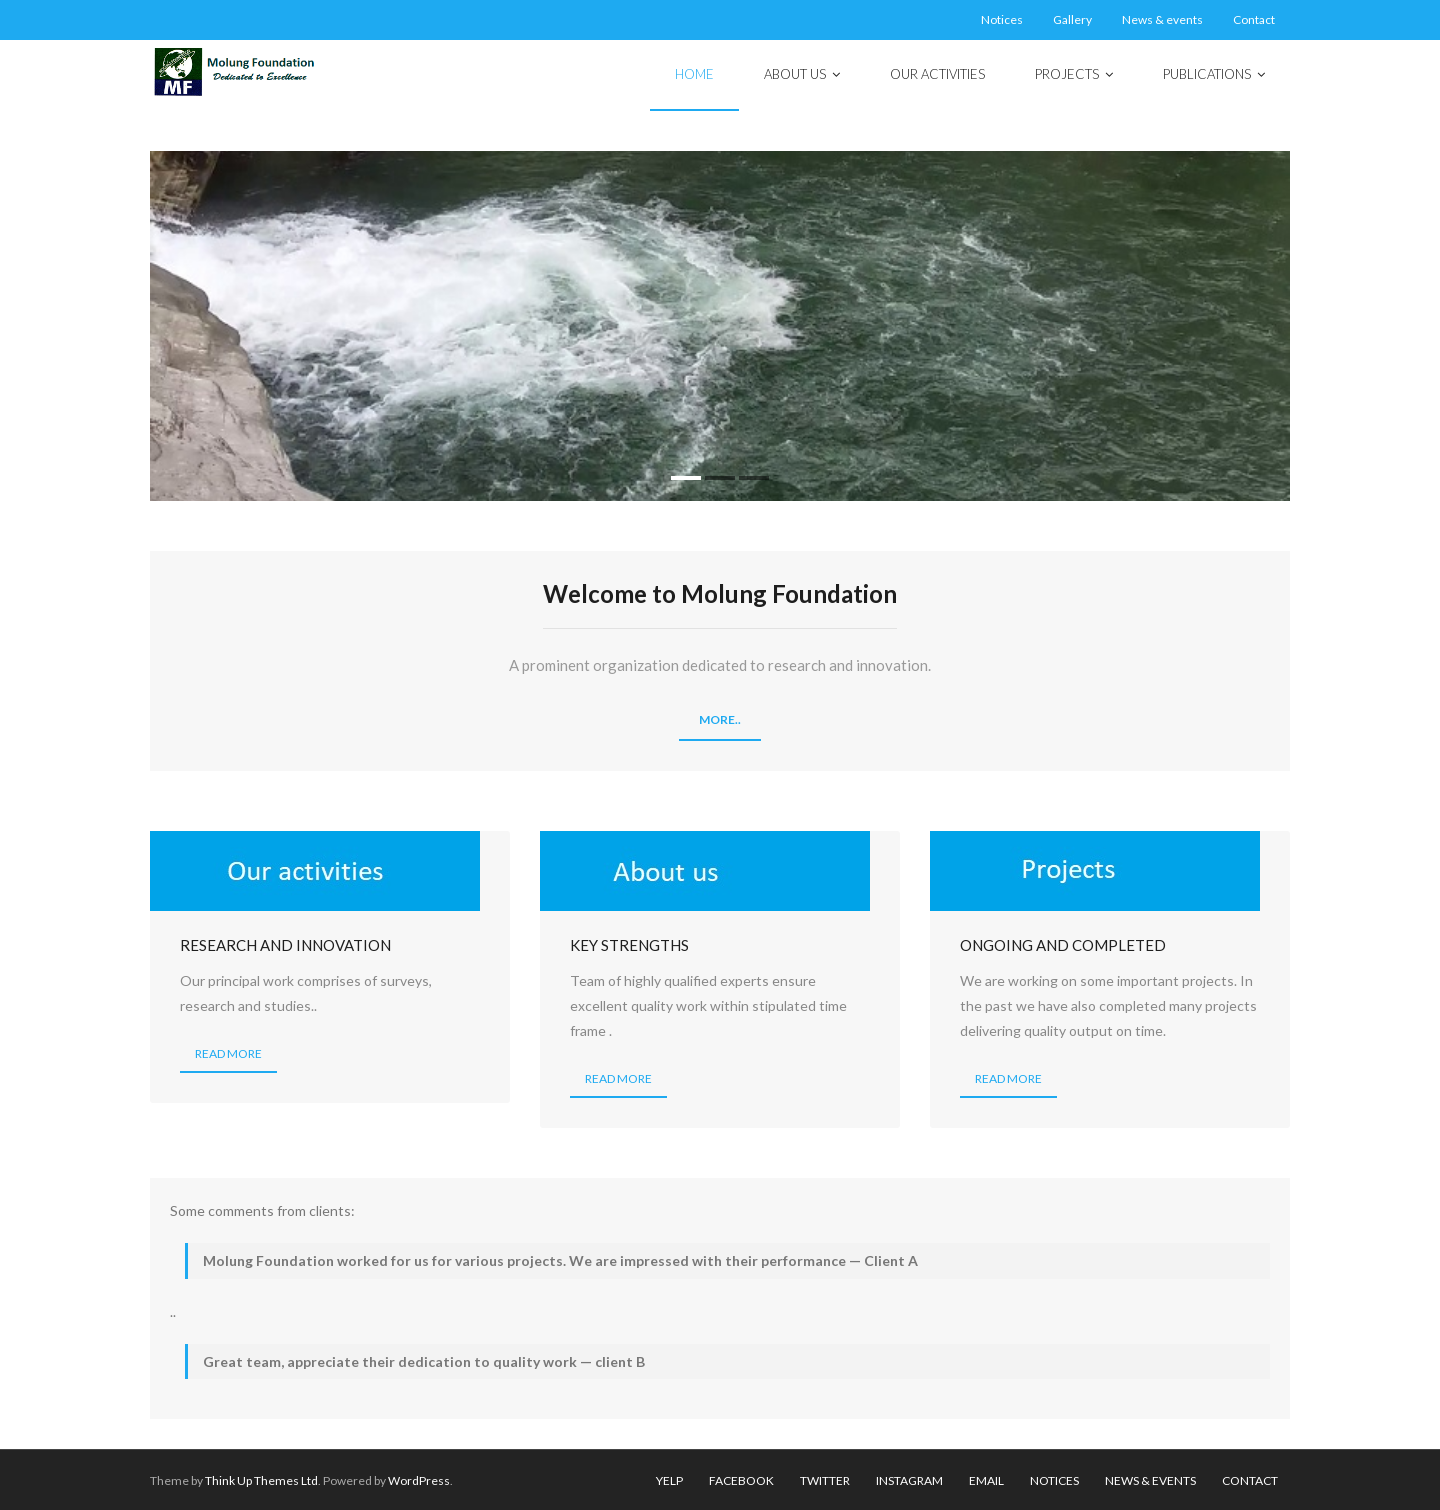 Notices Gallery News & events Contact
Molung Foundation
Dedicated to Excellence
MF
HOME ABOUT US OUR ACTIVITIES PROJECTS PUBLICATIONS
Welcome to Molung Foundation
A prominent organization dedicated to research and innovation.
MORE..
Our activities
RESEARCH AND INNOVATION
Our principal work comprises of surveys,
research and studies..
READ MORE
About us
KEY STRENGTHS
Team of highly qualified experts ensure
excellent quality work within stipulated time
frame .
READ MORE
Projects
ONGOING AND COMPLETED
We are working on some important projects. In
the past we have also completed many projects
delivering quality output on time.
READ MORE
Some comments from clients:
Molung Foundation worked for us for various projects. We are impressed with their performance — Client A
..
Great team, appreciate their dedication to quality work — client B
Theme by Think Up Themes Ltd. Powered by WordPress.
YELP FACEBOOK TWITTER INSTAGRAM EMAIL NOTICES NEWS & EVENTS CONTACT